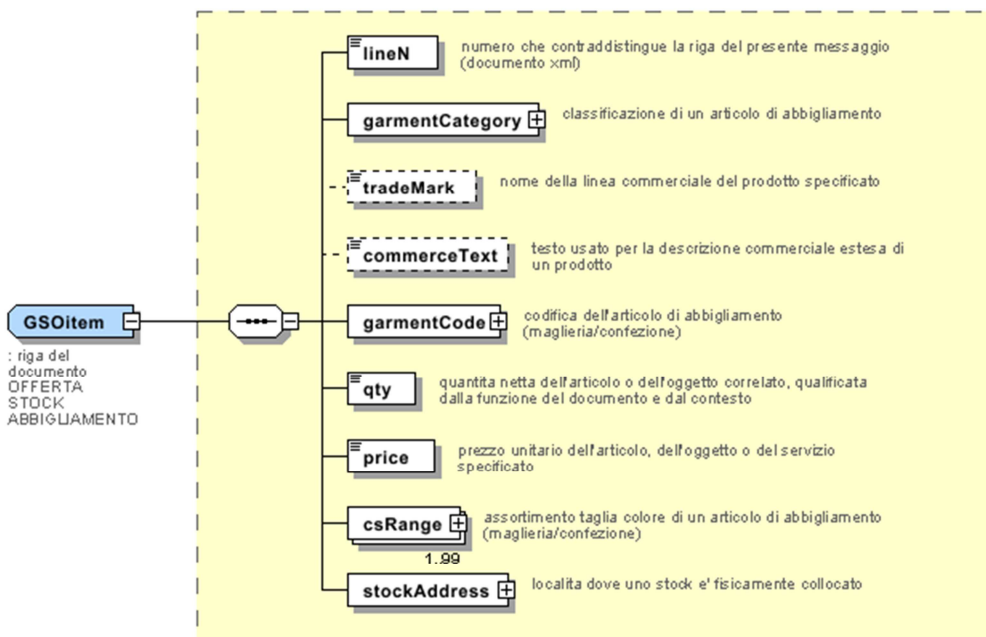 lineN
numero che contraddistingue la riga del presente messaggio
(documento xml)
garmentCategory
classificazione di un articolo di abbigliamento
tradeMark
nome della linea commerciale del prodotto specificato
commerceText
testo usato per la descrizione commerciale estesa di
un prodotto
GSOitem
: riga del
documento
OFFERTA
STOCK
ABBIGLIAMENTO
garmentCode
codifica dell'articolo di abbigliamento
(maglieria/confezione)
qty
quantita netta dell'articolo o dell'oggetto correlato, qualificata
dalla funzione del documento e dal contesto
price
prezzo unitario dell'articolo, dell'oggetto o del servizio
specificato
csRange
assortimento taglia colore di un articolo di abbigliamento
(maglieria/confezione)
1..99
stockAddress
localita dove uno stock e' fisicamente collocato